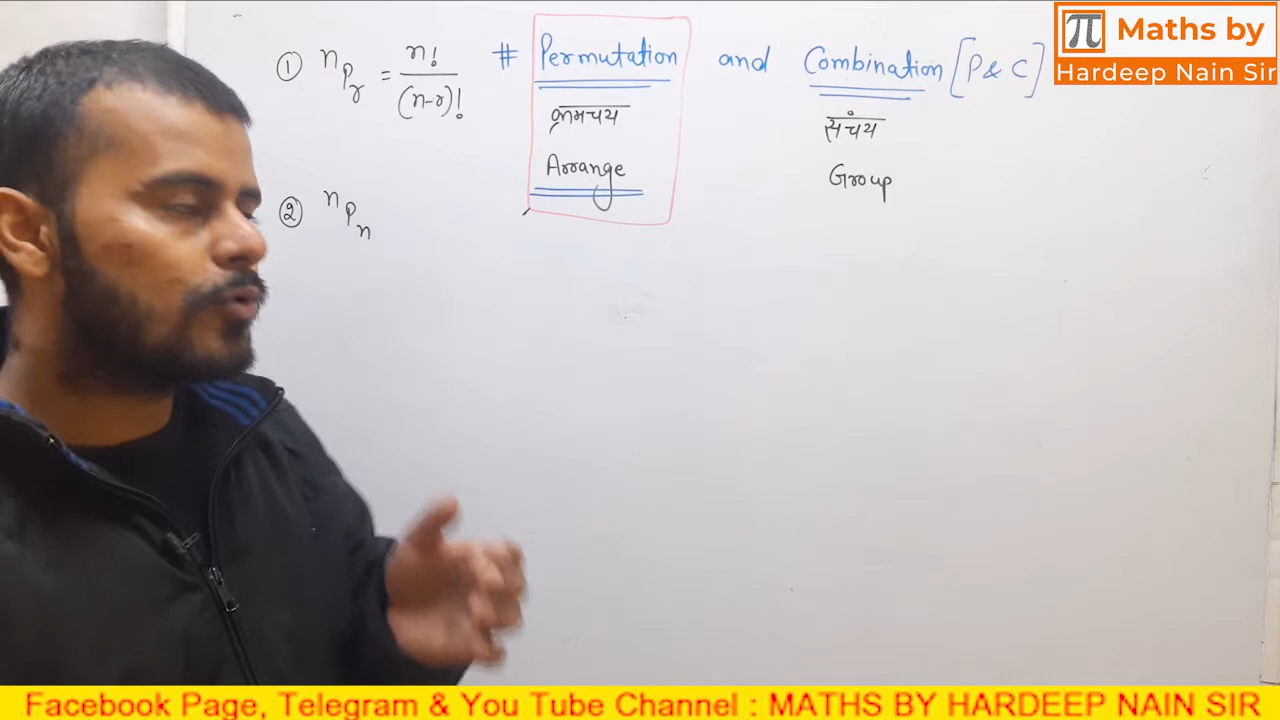 ① nPr = n!/(n-r)!
# Permutation and Combination [P & C]
क्रमचय
संचय
Arrange
Group
② nPn
π Maths by
Hardeep Nain Sir
Facebook Page, Telegram & You Tube Channel : MATHS BY HARDEEP NAIN SIR